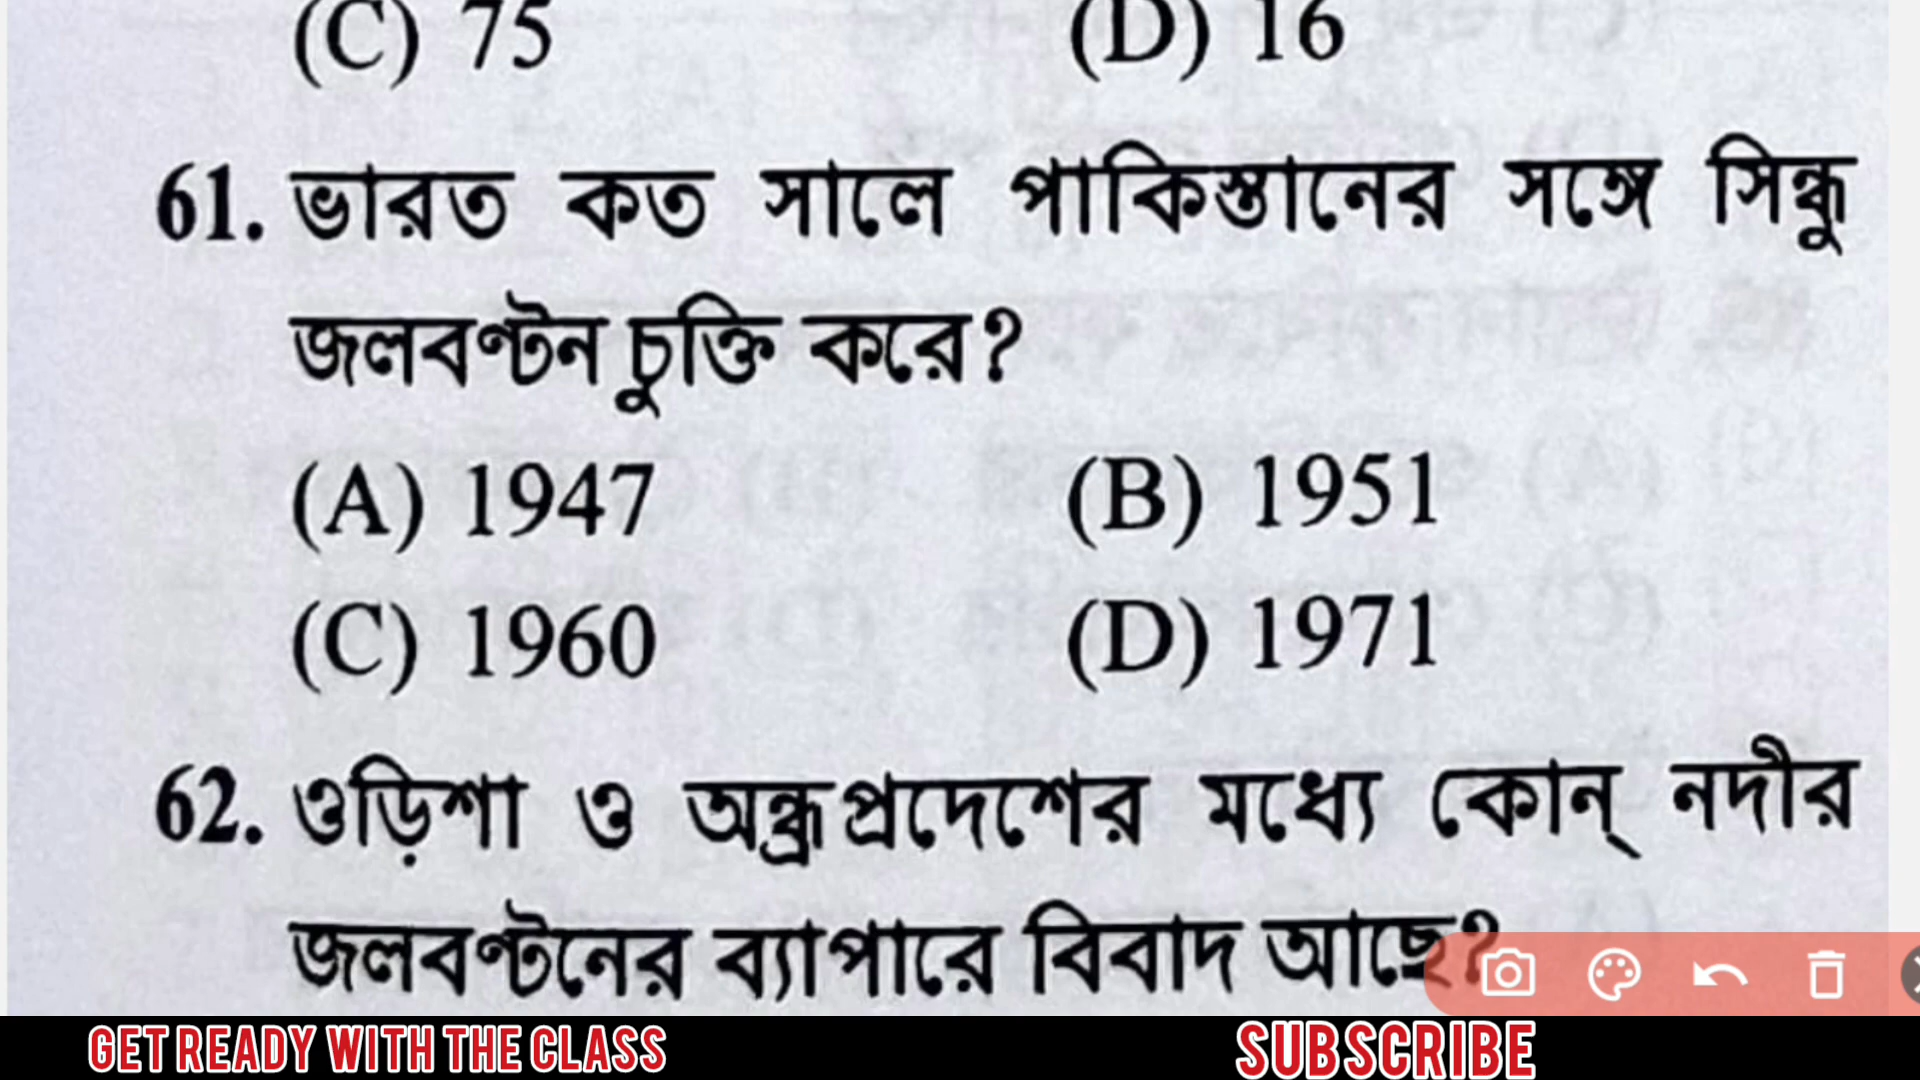 (C) 75 (D) 16
61. ভারত কত সালে পাকিস্তানের সঙ্গে সিন্ধু
জলবণ্টন চুক্তি করে?
(A) 1947 (B) 1951
(C) 1960 (D) 1971
62. ওড়িশা ও অন্ধ্রপ্রদেশের মধ্যে কোন্ নদীর
জলবণ্টনের ব্যাপারে বিবাদ আছে?
GET READY WITH THE CLASS SUBSCRIBE